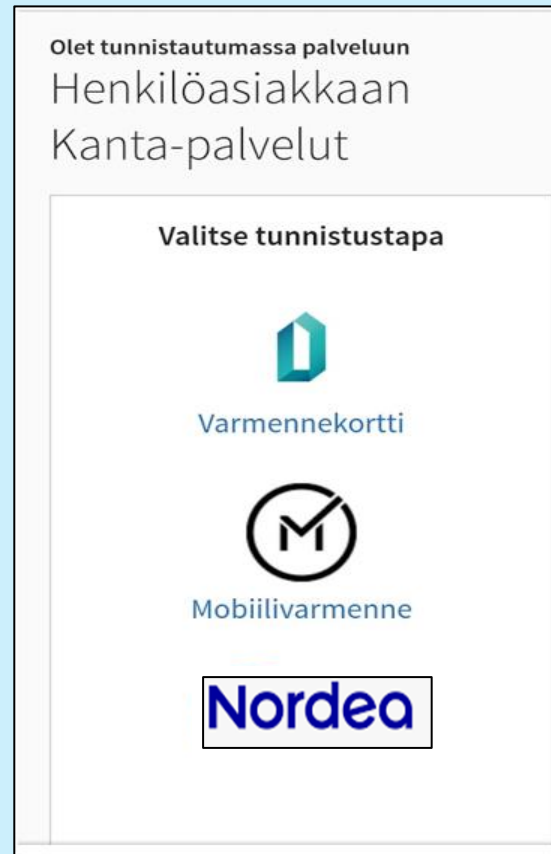 Olet tunnistautumassa palveluun
Henkilöasiakkaan
Kanta-palvelut
Valitse tunnistustapa
Varmennekortti
Mobiilivarmenne
Nordea